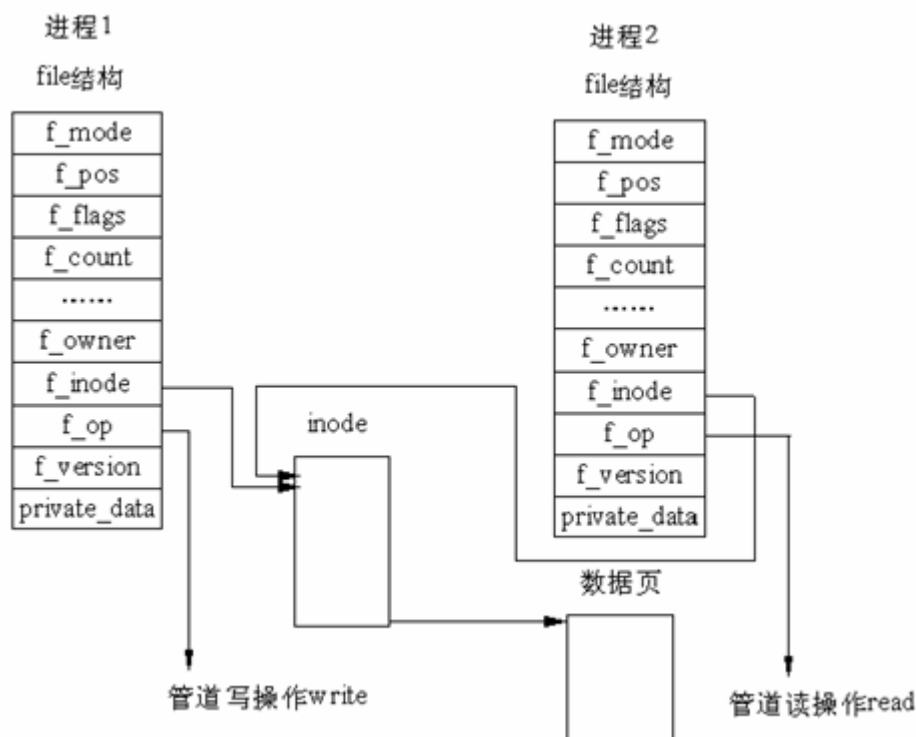 进程1
file结构
f_mode
f_pos
f_flags
f_count
……
f_owner
f_inode
f_op
f_version
private_data
进程2
file结构
f_mode
f_pos
f_flags
f_count
……
f_owner
f_inode
f_op
f_version
private_data
inode
数据页
管道写操作write
管道读操作read